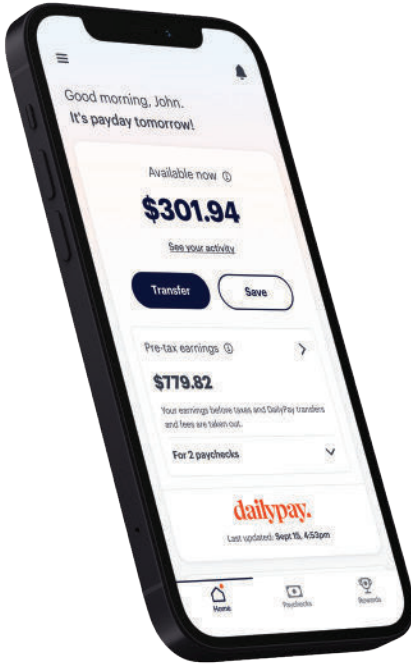 Good morning, John.
It's payday tomorrow!
Available now
$301.94
See your activity
Transfer
Save
Pre-tax earnings
$779.82
Your earnings before taxes and DailyPay transfers
and fees are taken out.
For 2 paychecks
dailypay.
Last updated: Sept 15, 4:53pm
Home
Paychecks
Rewards